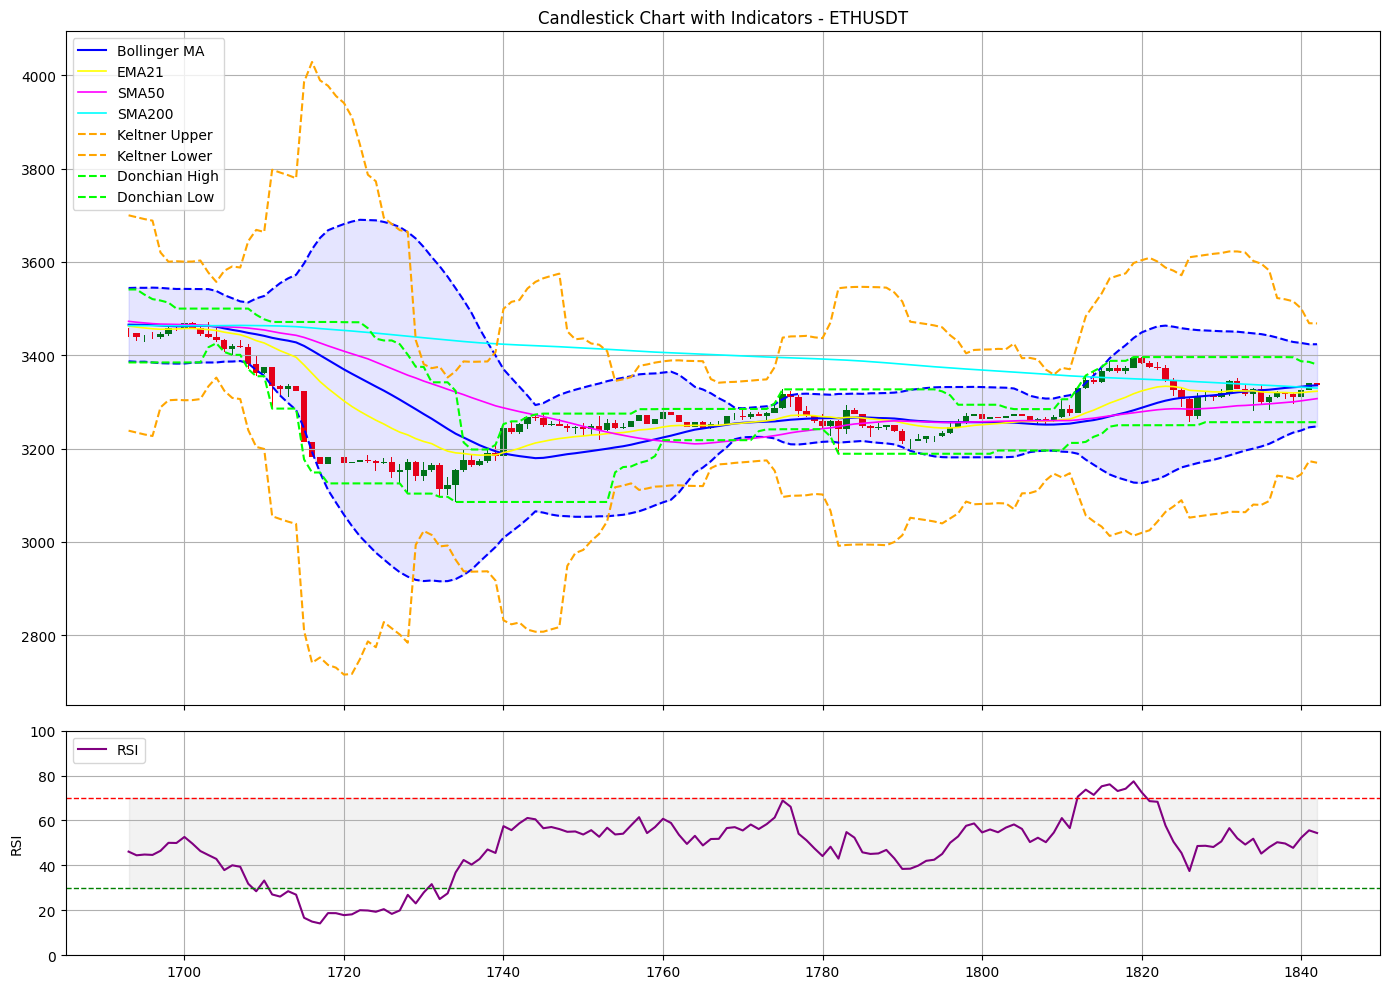 Candlestick Chart with Indicators - ETHUSDT
Bollinger MA
EMA21
SMA50
SMA200
Keltner Upper
Keltner Lower
Donchian High
Donchian Low
4000
3800
3600
3400
3200
3000
2800
RSI
100
80
60
40
20
0
RSI
1700 1720 1740 1760 1780 1800 1820 1840